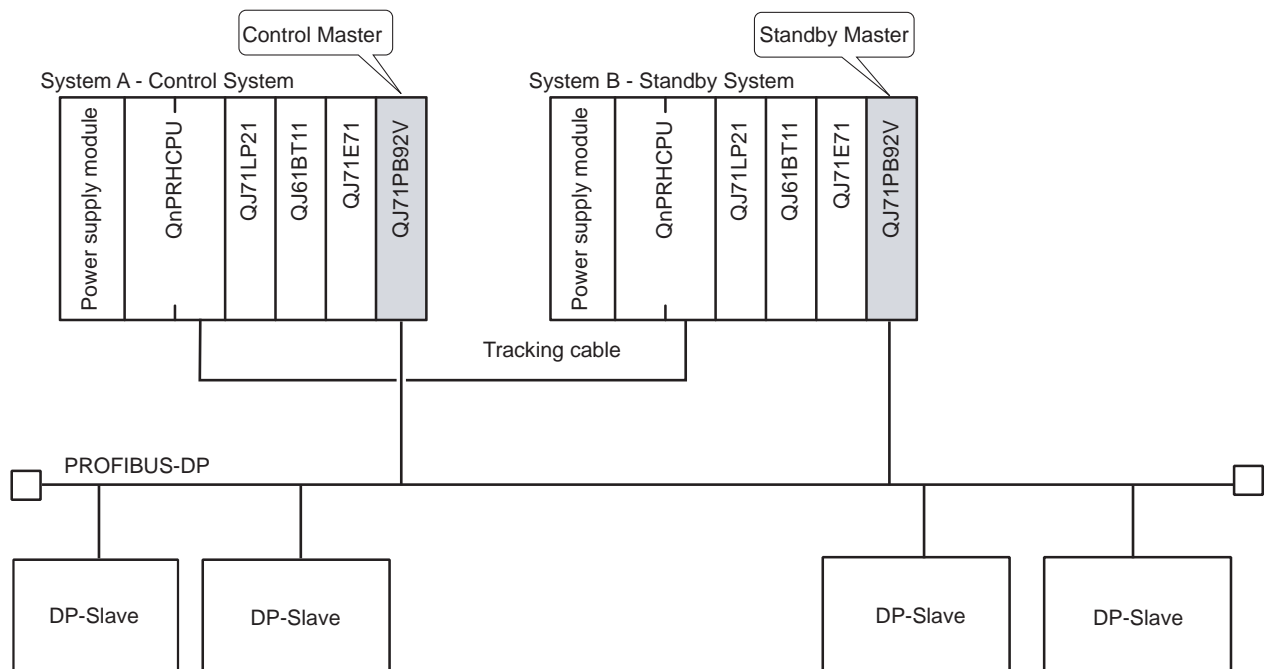 Control Master
Standby Master
System A - Control System
System B - Standby System
Power supply module
QnPRHCPU
QJ71LP21
QJ61BT11
QJ71E71
QJ71PB92V
Power supply module
QnPRHCPU
QJ71LP21
QJ61BT11
QJ71E71
QJ71PB92V
Tracking cable
PROFIBUS-DP
DP-Slave
DP-Slave
DP-Slave
DP-Slave